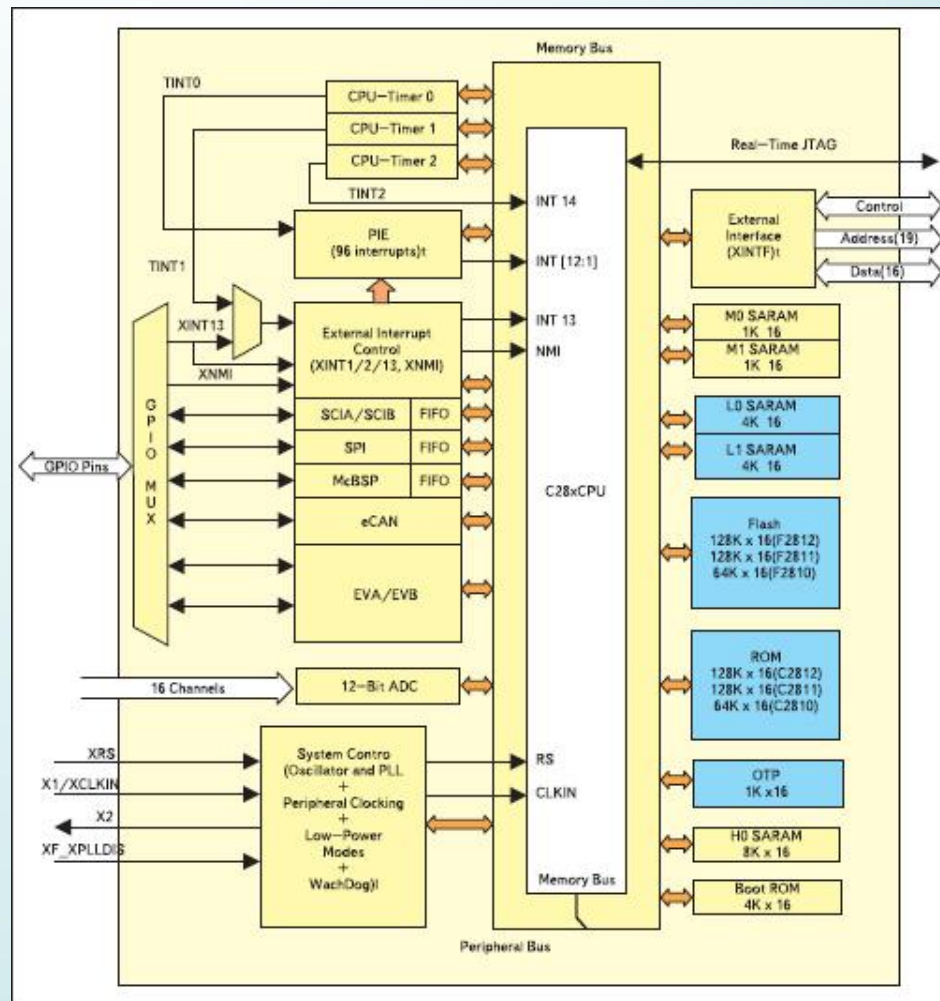 Memory Bus
TINT0
CPU-Timer 0
CPU-Timer 1
CPU-Timer 2
Real-Time JTAG
TINT2
INT 14
PIE
(96 interrupts)t
INT [12:1]
External
Interface
(XINTF)t
Control
Address(19)
Data(16)
TINT1
XINT13
External Interrupt
Control
(XINT1/2/13, XNMI)
INT 13
NMI
XNMI
M0 SARAM
1K 16
M1 SARAM
1K 16
GPIO MUX
GPIO Pins
SCIA/SCIB FIFO
SPI FIFO
McBSP FIFO
eCAN
EVA/EVB
C28xCPU
L0 SARAM
4K 16
L1 SARAM
4K 16
Flash
128K x 16(F2812)
128K x 16(F2811)
64K x 16(F2810)
16 Channels
12-Bit ADC
ROM
128K x 16(C2812)
128K x 16(C2811)
64K x 16(C2810)
XRS
X1/XCLKIN
X2
XF_XPLLDIS
System Contro
(Oscillator and PLL
+
Peripheral Clocking
+
Low-Power
Modes
+
WachDog)l
RS
CLKIN
OTP
1K x16
H0 SARAM
8K x 16
Boot ROM
4K x 16
Memory Bus
Peripheral Bus